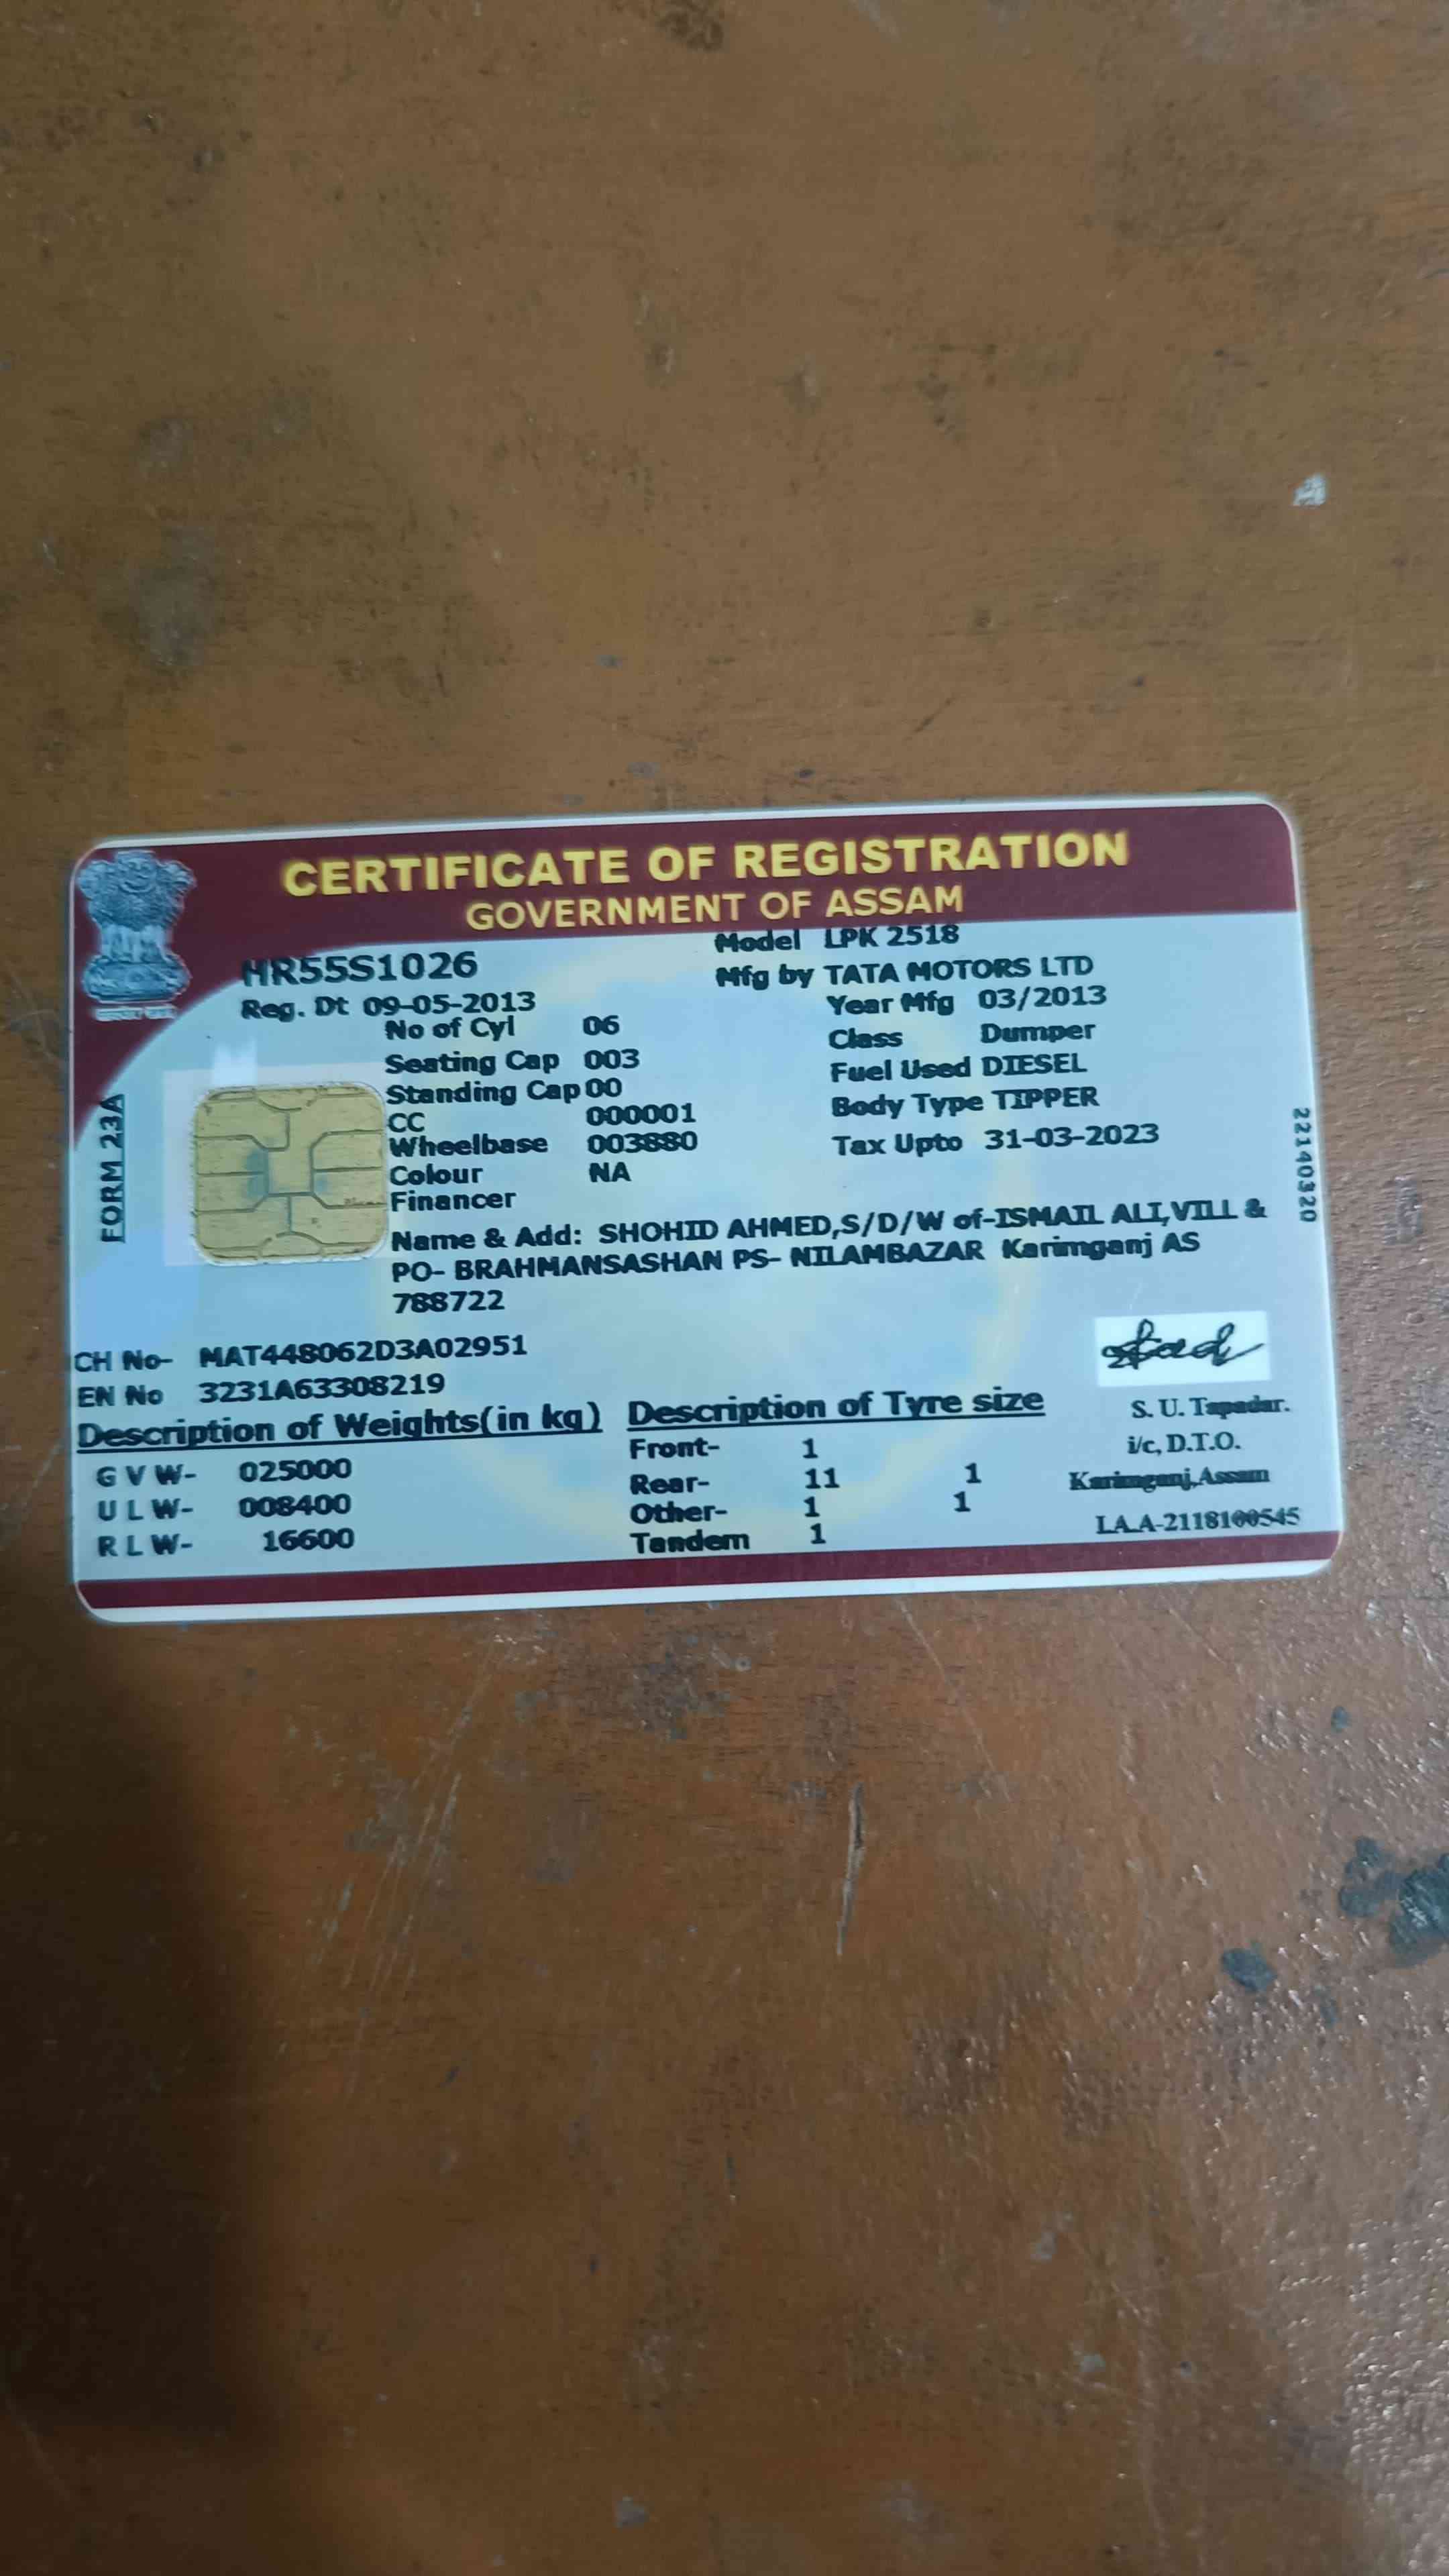 CERTIFICATE OF REGISTRATION
GOVERNMENT OF ASSAM
HR55S1026
Model LPK 2518
Reg. Dt 09-05-2013
Mfg by TATA MOTORS LTD
No of Cyl 06
Year Mfg 03/2013
Seating Cap 003
Class Dumper
Standing Cap 00
Fuel Used DIESEL
CC 000001
Body Type TIPPER
Wheelbase 003880
Tax Upto 31-03-2023
Colour NA
Financer
FORM 23A
22140320
Name & Add: SHOHID AHMED,S/D/W of-ISMAIL ALI,VILL &
PO- BRAHMANSASHAN PS- NILAMBAZAR Karimganj AS
788722
CH No- MAT448062D3A02951
EN No 3231A63308219
Description of Weights(in kg)
G V W- 025000
U L W- 008400
R L W- 16600
Description of Tyre size
Front- 1
Rear- 11 1
Other- 1 1
Tandem 1
S. U. Tapadar.
i/c, D.T.O.
Karimganj,Assam
I.A.A-2118100545